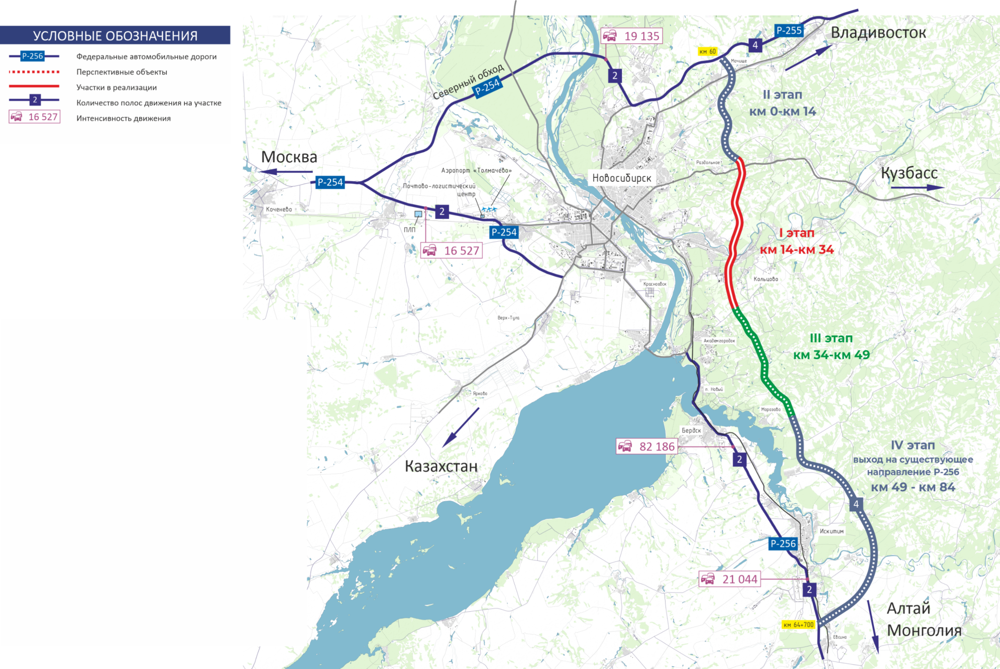 УСЛОВНЫЕ ОБОЗНАЧЕНИЯ
Р-256
Федеральные автомобильные дороги
Перспективные объекты
Участки в реализации
2
Количество полос движения на участке
16 527
Интенсивность движения
19 135
Р-255
Владивосток
4
км 60
Мочище
2
Северный обход
Р-254
II этап
км 0-км 14
Москва
Р-254
Аэропорт «Толмачёво»
Почтово-логистический
центр
Новосибирск
Раздольное
Кузбасс
Коченево
2
ПЛП
Р-254
16 527
I этап
км 14-км 34
Кольцово
Краснообск
Верх-Тула
Академгородок
III этап
км 34-км 49
п. Новый
Ярково
Морозово
Бердск
82 186
2
IV этап
выход на существующее
направление Р-256
км 49 - км 84
Казахстан
4
Искитим
Р-256
21 044
2
Алтай
Монголия
км 64+700
Евсино